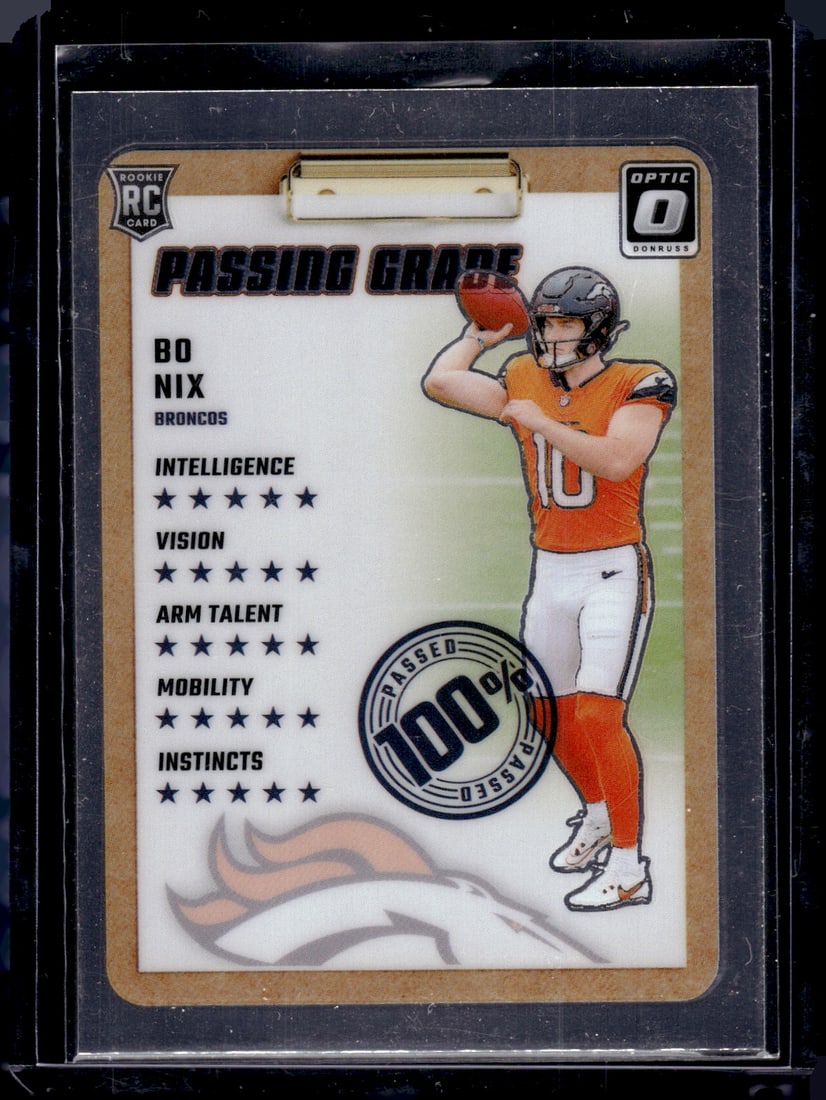 ROOKIE
RC
CARD
OPTIC
O
DONRUSS
PASSING GRADE
BO
NIX
BRONCOS
INTELLIGENCE
★★★★★
VISION
★★★★★
ARM TALENT
★★★★★
MOBILITY
★★★★★
INSTINCTS
★★★★★
10
PASSED
100%
PASSED